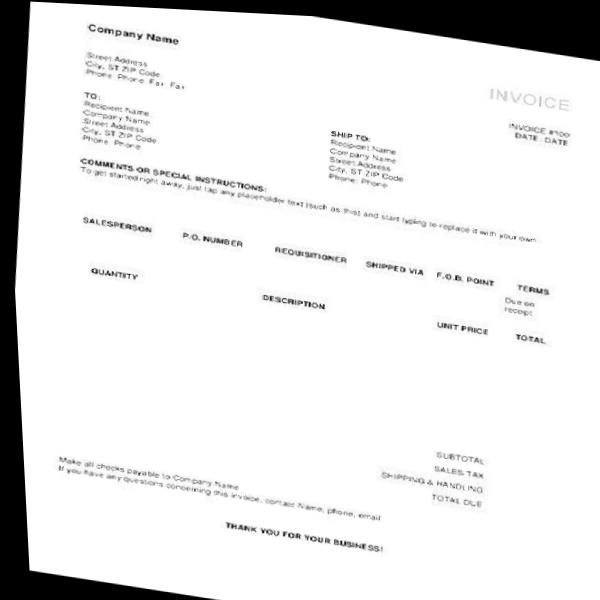 Company Name
Street Address
City, ST ZIP Code
Phone: Phone Fax: Fax
INVOICE
INVOICE #100
DATE: DATE
TO:
Recipient Name
Company Name
Street Address
City, ST ZIP Code
Phone: Phone
SHIP TO:
Recipient Name
Company Name
Street Address
City, ST ZIP Code
Phone: Phone
COMMENTS OR SPECIAL INSTRUCTIONS:
To get started right away, just tap any placeholder text (such as this) and start typing to replace it with your own.
SALESPERSON P.O. NUMBER REQUISITIONER SHIPPED VIA F.O.B. POINT TERMS
Due on
receipt
QUANTITY DESCRIPTION UNIT PRICE TOTAL
SUBTOTAL
SALES TAX
SHIPPING & HANDLING
TOTAL DUE
Make all checks payable to Company Name
If you have any questions concerning this invoice, contact Name, phone, email
THANK YOU FOR YOUR BUSINESS!